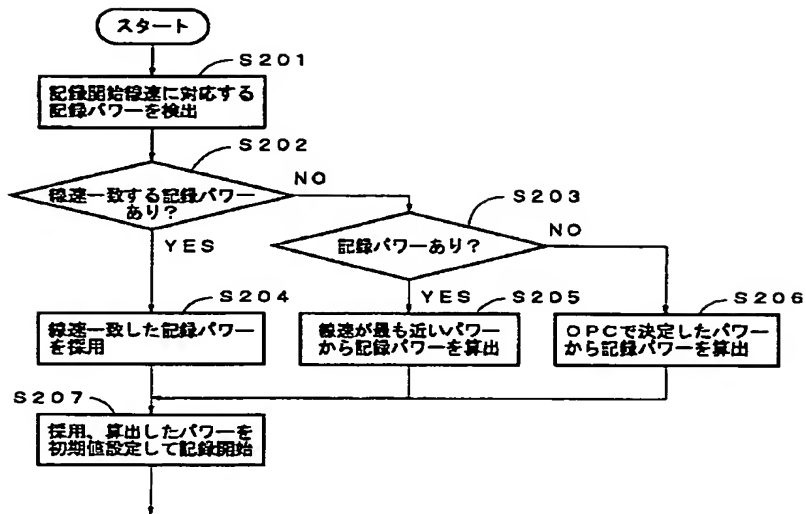 スタート
S201
記録開始線速に対応する
記録パワーを検出
S202
線速一致する記録パワー
あり?
NO
YES
S203
記録パワーあり?
NO
YES
S204
線速一致した記録パワー
を採用
S205
線速が最も近いパワー
から記録パワーを算出
S206
OPCで決定したパワー
から記録パワーを算出
S207
採用、算出したパワーを
初期値設定して記録開始